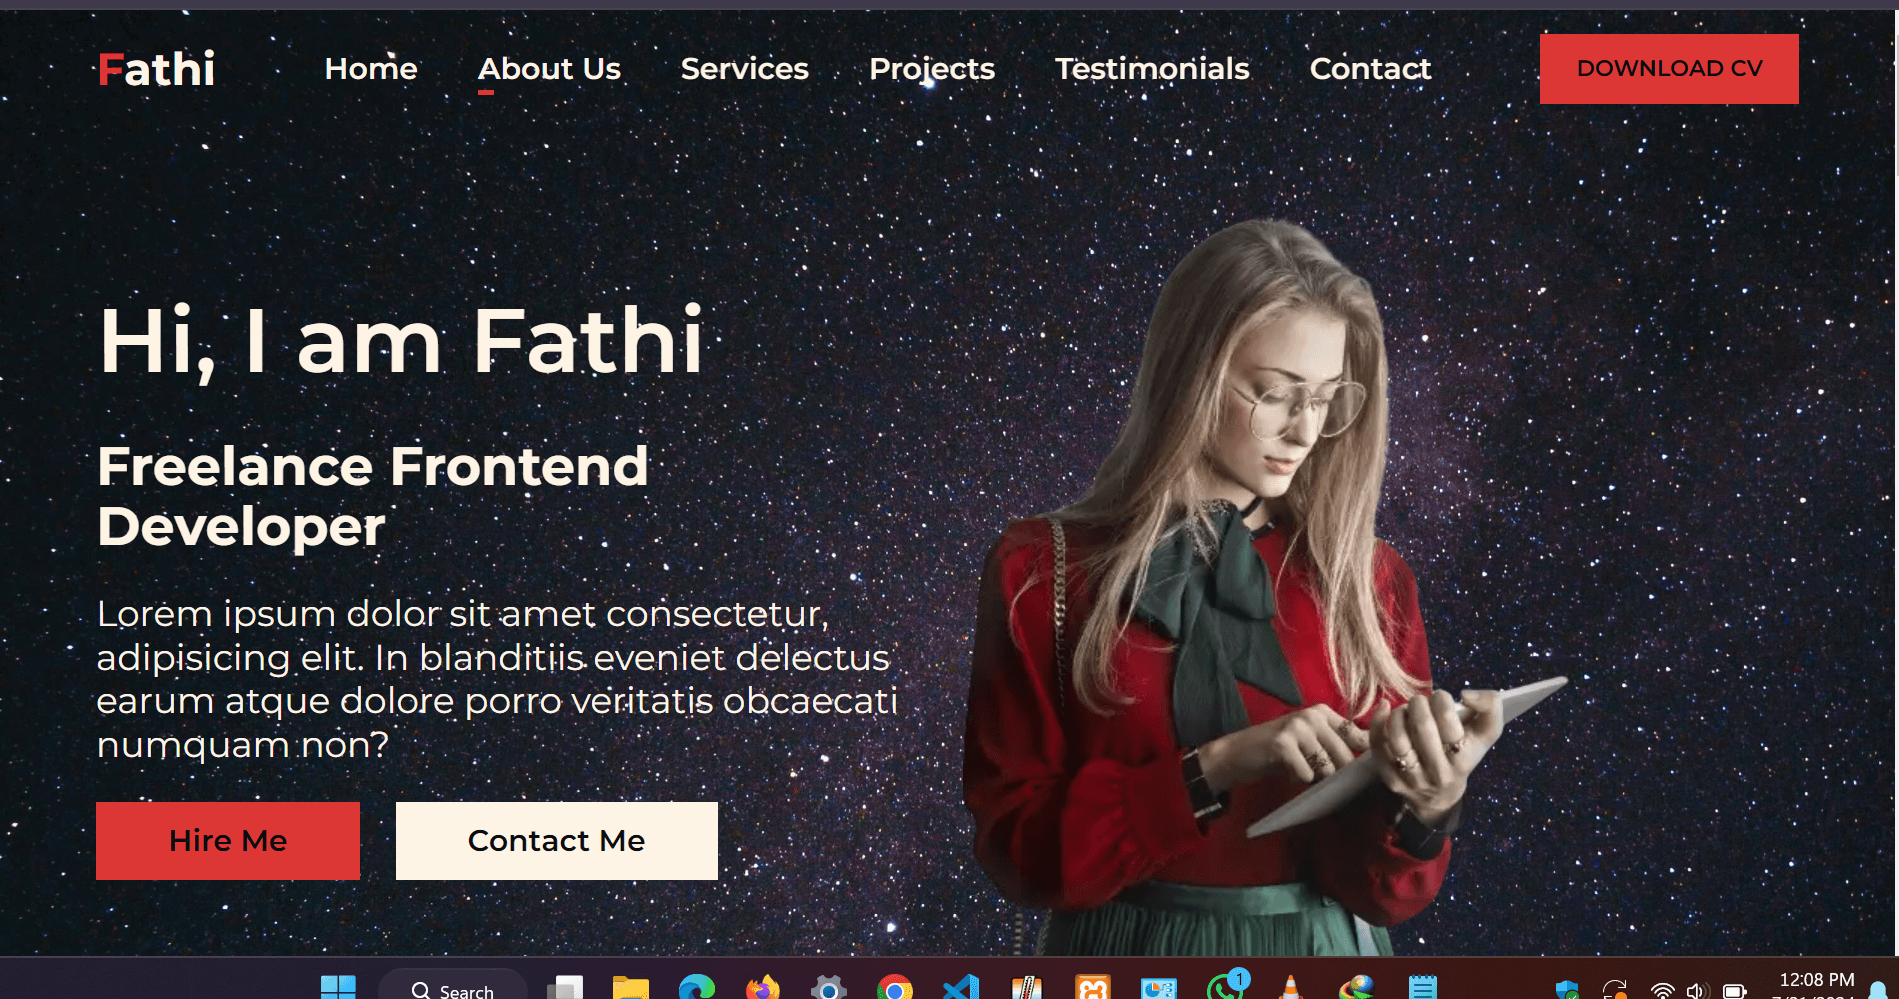 Fathi
Home
About Us
Services
Projects
Testimonials
Contact
DOWNLOAD CV
Hi, I am Fathi
Freelance Frontend
Developer
Lorem ipsum dolor sit amet consectetur,
adipisicing elit. In blanditiis eveniet delectus
earum atque dolore porro veritatis obcaecati
numquam non?
Hire Me
Contact Me
Search
1
12:08 PM